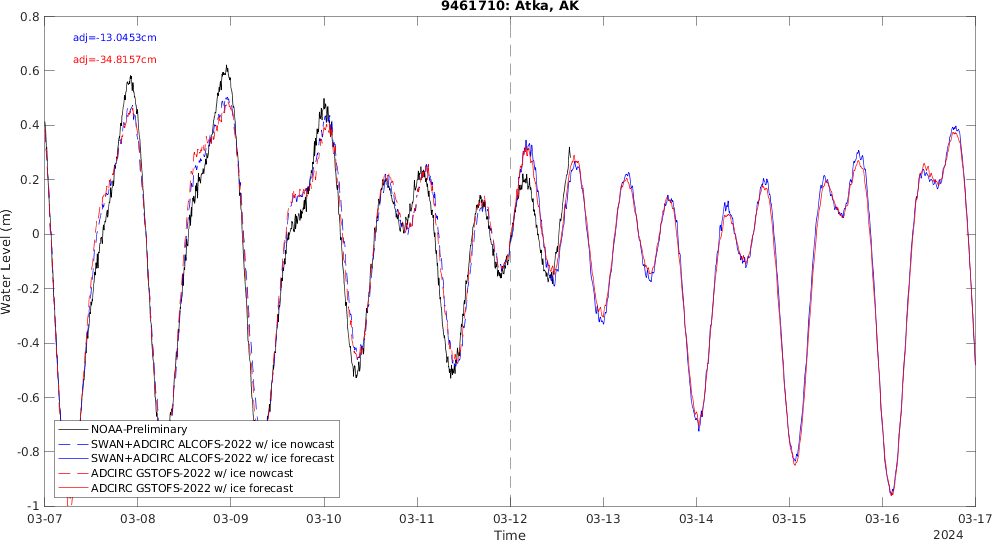 9461710: Atka, AK
adj=-13.0453cm
adj=-34.8157cm
Water Level (m)
0.8
0.6
0.4
0.2
0
-0.2
-0.4
-0.6
-0.8
-1
NOAA-Preliminary
SWAN+ADCIRC ALCOFS-2022 w/ ice nowcast
SWAN+ADCIRC ALCOFS-2022 w/ ice forecast
ADCIRC GSTOFS-2022 w/ ice nowcast
ADCIRC GSTOFS-2022 w/ ice forecast
03-07 03-08 03-09 03-10 03-11 03-12 03-13 03-14 03-15 03-16 03-17
Time
2024